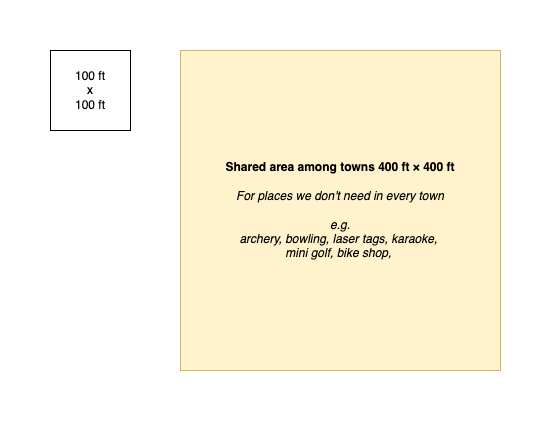 100 ft
x
100 ft
Shared area among towns 400 ft × 400 ft
For places we don't need in every town
e.g.
archery, bowling, laser tags, karaoke,
mini golf, bike shop,